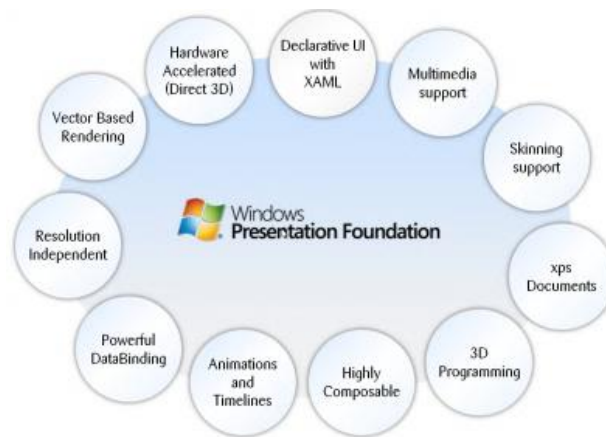 Hardware
Accelerated
(Direct 3D)
Declarative UI
with
XAML
Multimedia
support
Skinning
support
xps
Documents
3D
Programming
Highly
Composable
Animations
and
Timelines
Powerful
DataBinding
Resolution
Independent
Vector Based
Rendering
Windows
Presentation Foundation